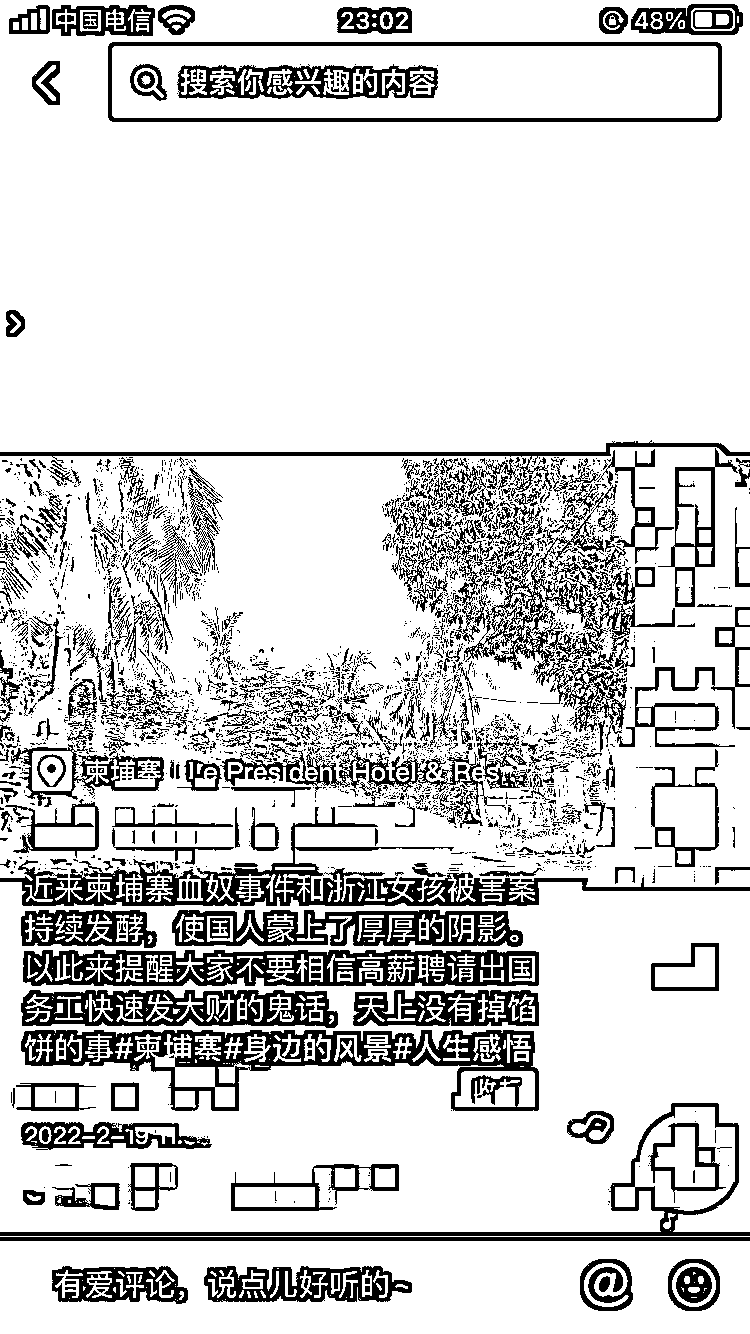 中国电信
23:02
48%
搜索你感兴趣的内容
柬埔寨 | Le President Hotel & Res...
近来柬埔寨血奴事件和浙江女孩被害案
持续发酵，使国人蒙上了厚厚的阴影。
以此来提醒大家不要相信高薪聘请出国
务工快速发大财的鬼话，天上没有掉馅
饼的事#柬埔寨#身边的风景#人生感悟
2022-2-19
有爱评论，说点儿好听的~
@